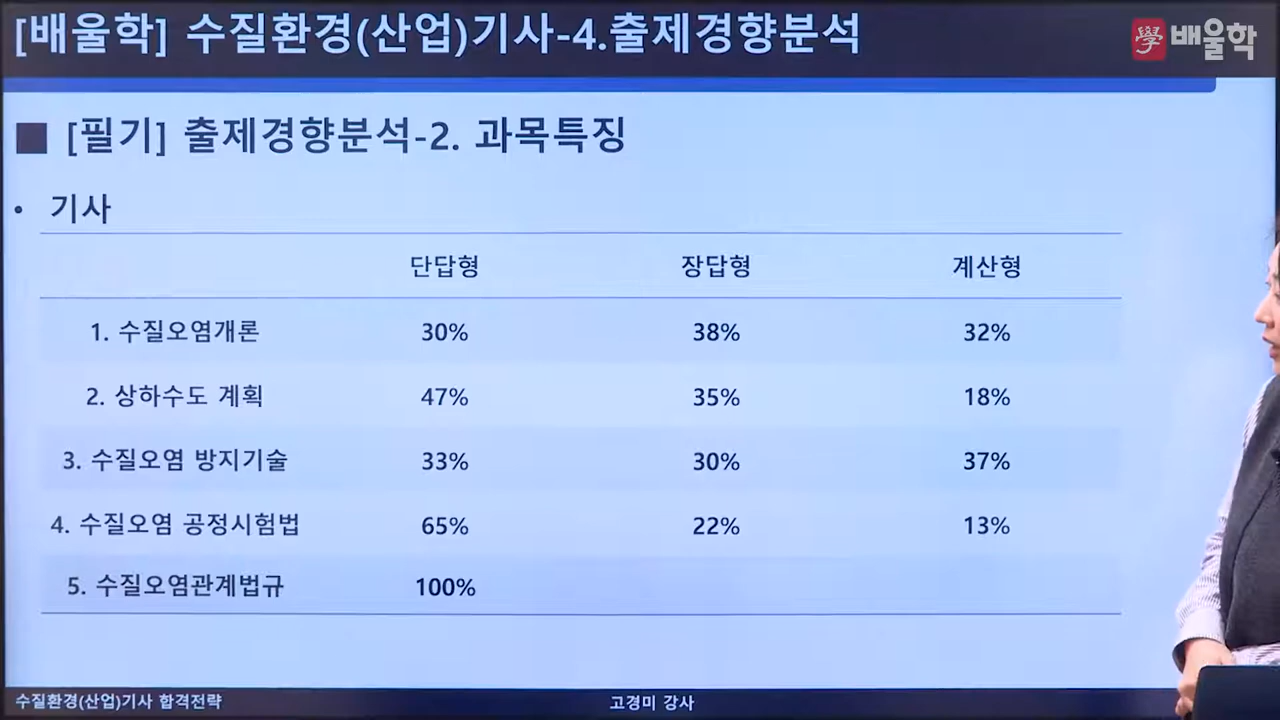 [배울학] 수질환경(산업)기사-4.출제경향분석
學 배울학
■ [필기] 출제경향분석-2. 과목특징
• 기사
단답형 장답형 계산형
1. 수질오염개론 30% 38% 32%
2. 상하수도 계획 47% 35% 18%
3. 수질오염 방지기술 33% 30% 37%
4. 수질오염 공정시험법 65% 22% 13%
5. 수질오염관계법규 100%
수질환경(산업)기사 합격전략 고경미 강사